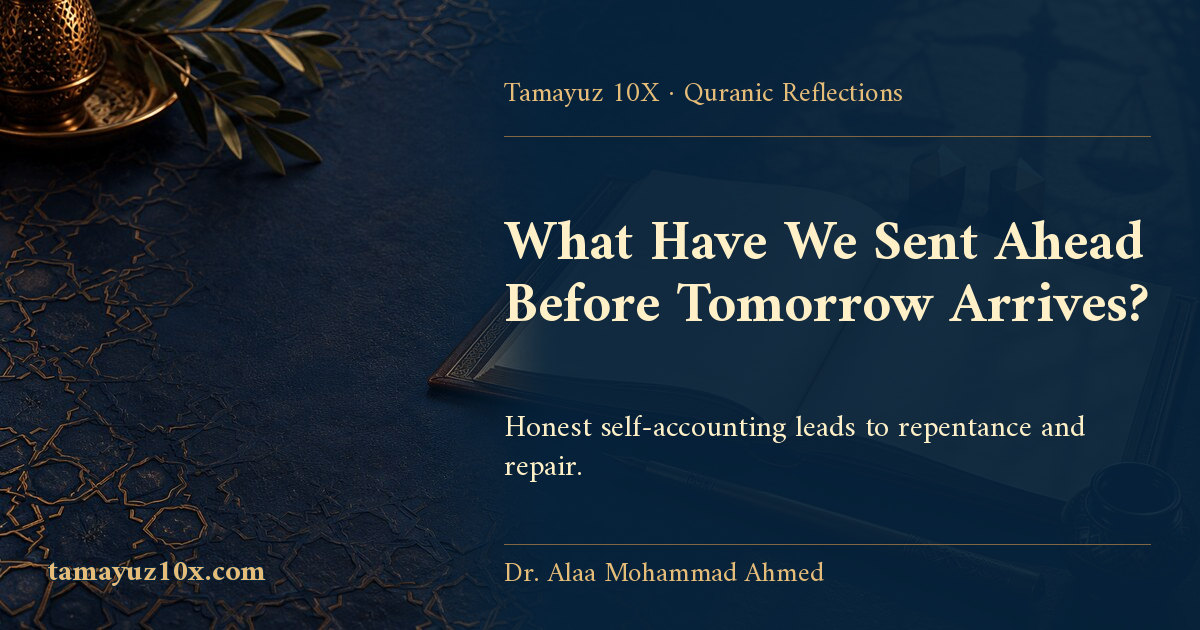 Tamayuz 10X · Quranic Reflections
What Have We Sent Ahead
Before Tomorrow Arrives?
Honest self-accounting leads to repentance and
repair.
tamayuz10x.com
Dr. Alaa Mohammad Ahmed